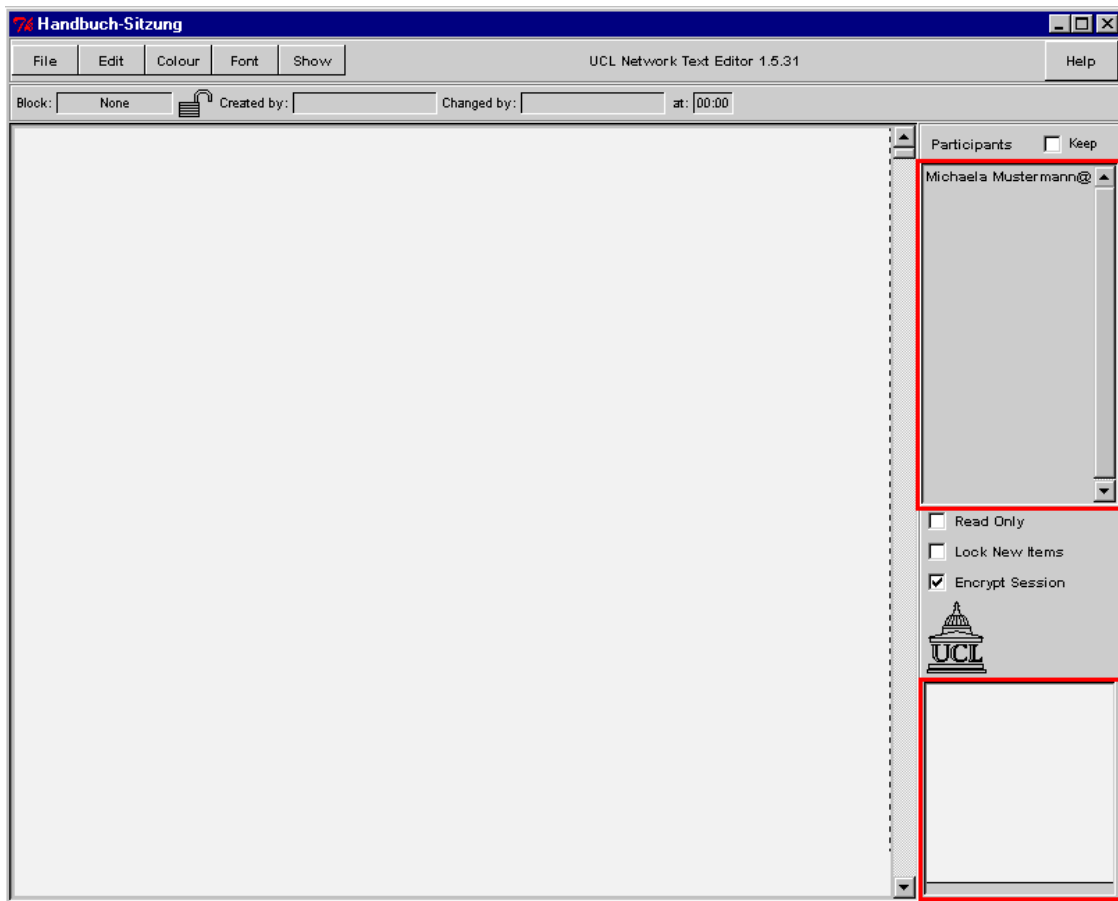 Handbuch-Sitzung
File Edit Colour Font Show UCL Network Text Editor 1.5.31 Help
Block: None Created by: Changed by: at: 00:00
Participants Keep
Michaela Mustermann@
Read Only
Lock New Items
Encrypt Session
UCL